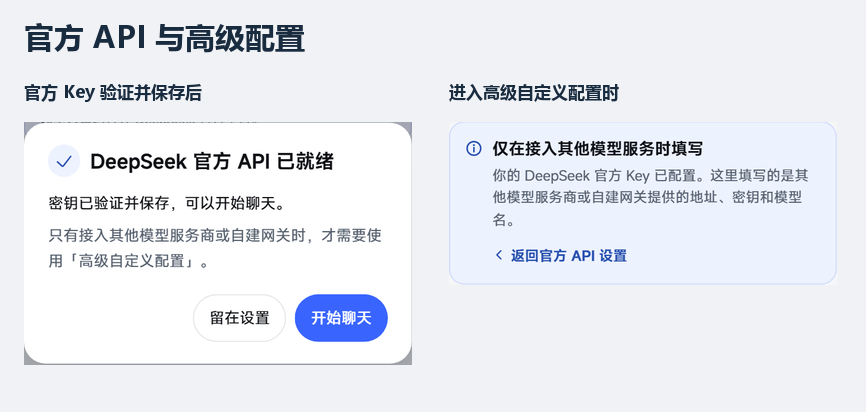 官方 API 与高级配置
官方 Key 验证并保存后
DeepSeek 官方 API 已就绪
密钥已验证并保存，可以开始聊天。
只有接入其他模型服务商或自建网关时，才需要使
用「高级自定义配置」。
留在设置
开始聊天
进入高级自定义配置时
仅在接入其他模型服务时填写
你的 DeepSeek 官方 Key 已配置。这里填写的是其
他模型服务商或自建网关提供的地址、密钥和模型
名。
返回官方 API 设置